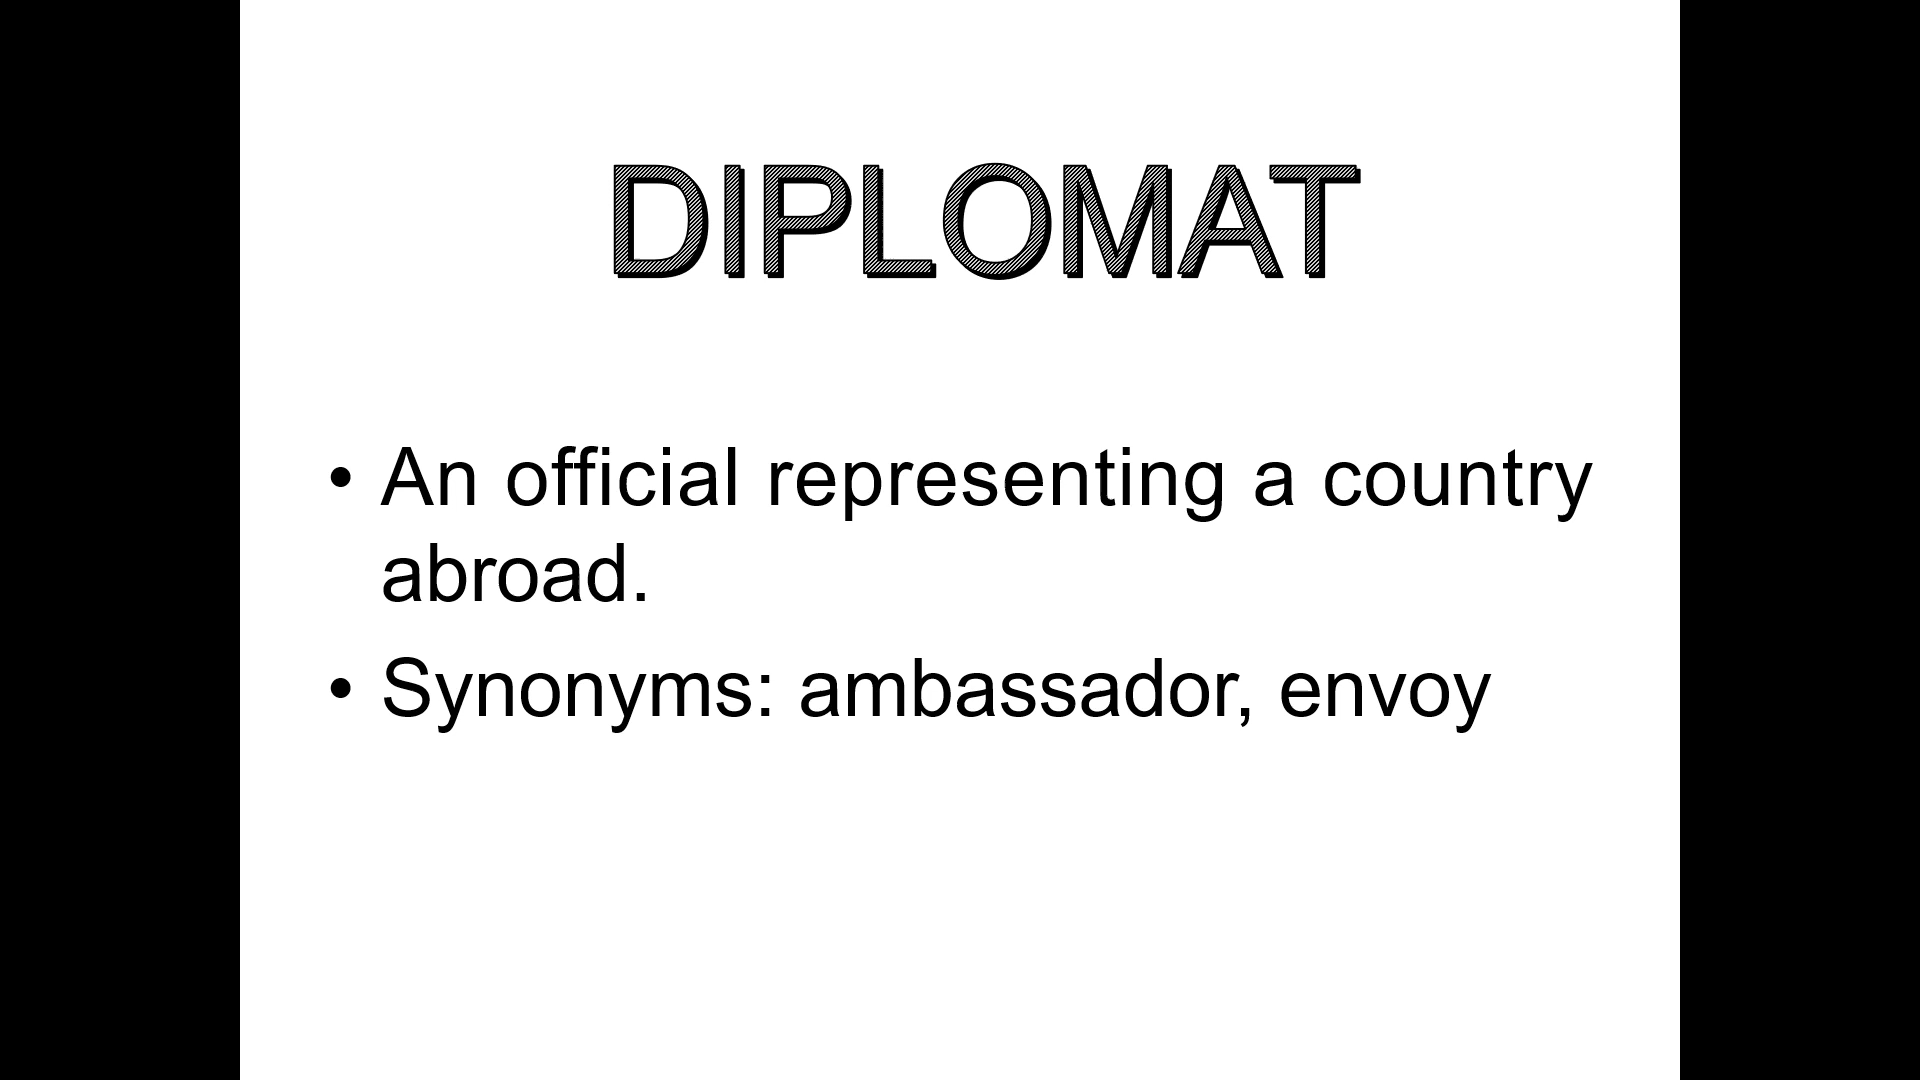 DIPLOMAT
• An official representing a country
abroad.
• Synonyms: ambassador, envoy